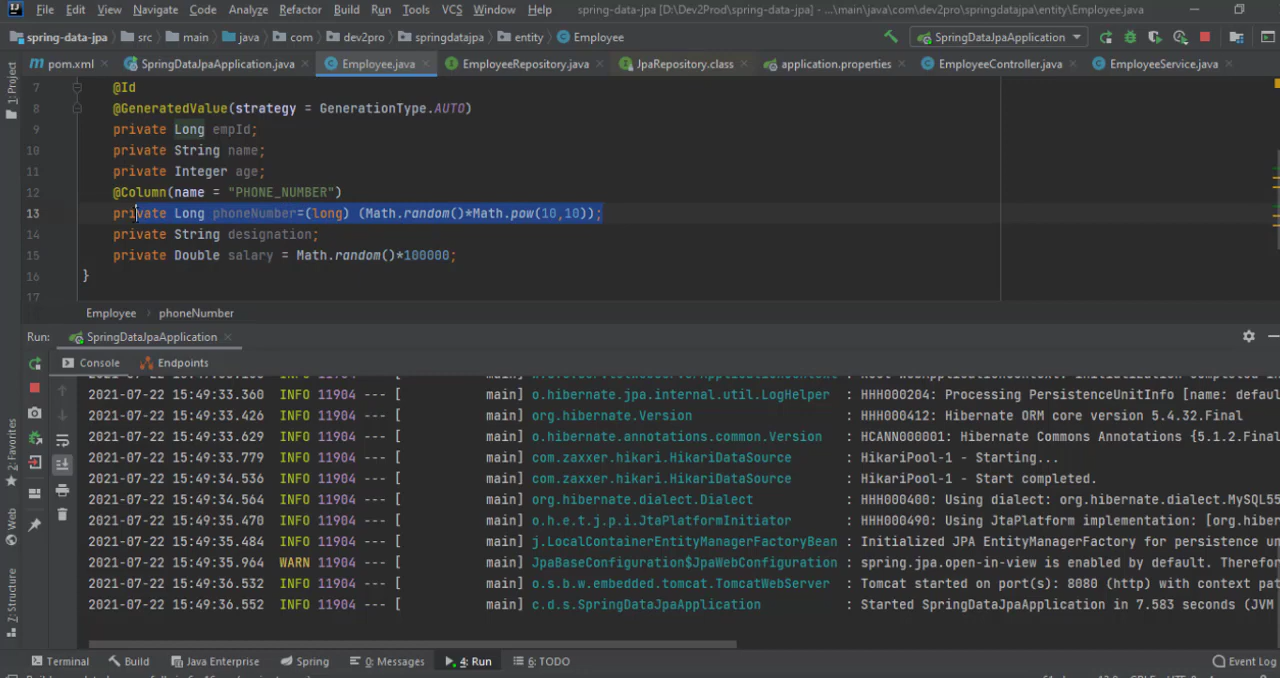 File Edit View Navigate Code Analyze Refactor Build Run Tools VCS Window Help spring-data-jpa [D:\Dev2Prod\spring-data-jpa] - ...\main\java\com\dev2pro\springdatajpa\entity\Employee.java
spring-data-jpa src main java com dev2pro springdatajpa entity Employee SpringDataJpaApplication
pom.xml SpringDataJpaApplication.java Employee.java EmployeeRepository.java JpaRepository.class application.properties EmployeeController.java EmployeeService.java
1: Project
7 @Id
8 @GeneratedValue(strategy = GenerationType.AUTO)
9 private Long empId;
10 private String name;
11 private Integer age;
12 @Column(name = "PHONE_NUMBER")
13 private Long phoneNumber=(long) (Math.random()*Math.pow(10,10));
14 private String designation;
15 private Double salary = Math.random()*100000;
16 }
17
Employee phoneNumber
Run: SpringDataJpaApplication
Console Endpoints
2021-07-22 15:49:33.360 INFO 11904 --- [ main] o.hibernate.jpa.internal.util.LogHelper : HHH000204: Processing PersistenceUnitInfo [name: defau
2021-07-22 15:49:33.426 INFO 11904 --- [ main] org.hibernate.Version : HHH000412: Hibernate ORM core version 5.4.32.Final
2021-07-22 15:49:33.629 INFO 11904 --- [ main] o.hibernate.annotations.common.Version : HCANN000001: Hibernate Commons Annotations {5.1.2.Final
2021-07-22 15:49:33.779 INFO 11904 --- [ main] com.zaxxer.hikari.HikariDataSource : HikariPool-1 - Starting...
2021-07-22 15:49:34.536 INFO 11904 --- [ main] com.zaxxer.hikari.HikariDataSource : HikariPool-1 - Start completed.
2021-07-22 15:49:34.564 INFO 11904 --- [ main] org.hibernate.dialect.Dialect : HHH000400: Using dialect: org.hibernate.dialect.MySQL55
2021-07-22 15:49:35.470 INFO 11904 --- [ main] o.h.e.t.j.p.i.JtaPlatformInitiator : HHH000490: Using JtaPlatform implementation: [org.hiber
2021-07-22 15:49:35.484 INFO 11904 --- [ main] j.LocalContainerEntityManagerFactoryBean : Initialized JPA EntityManagerFactory for persistence un
2021-07-22 15:49:35.964 WARN 11904 --- [ main] JpaBaseConfiguration$JpaWebConfiguration : spring.jpa.open-in-view is enabled by default. Therefor
2021-07-22 15:49:36.532 INFO 11904 --- [ main] o.s.b.w.embedded.tomcat.TomcatWebServer : Tomcat started on port(s): 8080 (http) with context pat
2021-07-22 15:49:36.552 INFO 11904 --- [ main] c.d.s.SpringDataJpaApplication : Started SpringDataJpaApplication in 7.583 seconds (JVM
2: Favorites
Web
Z: Structure
Terminal Build Java Enterprise Spring 0: Messages 4: Run 6: TODO Event Log